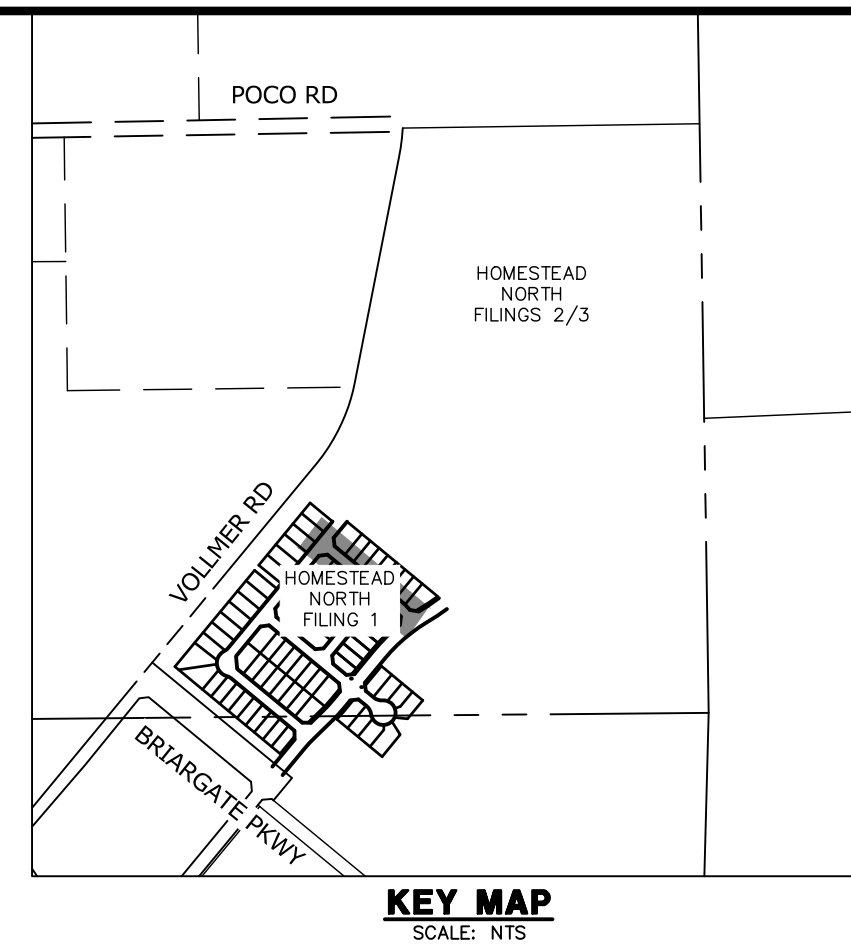 POCO RD
HOMESTEAD
NORTH
FILINGS 2/3
VOLLMER RD
HOMESTEAD
NORTH
FILING 1
BRIARGATE PKWY
KEY MAP
SCALE: NTS